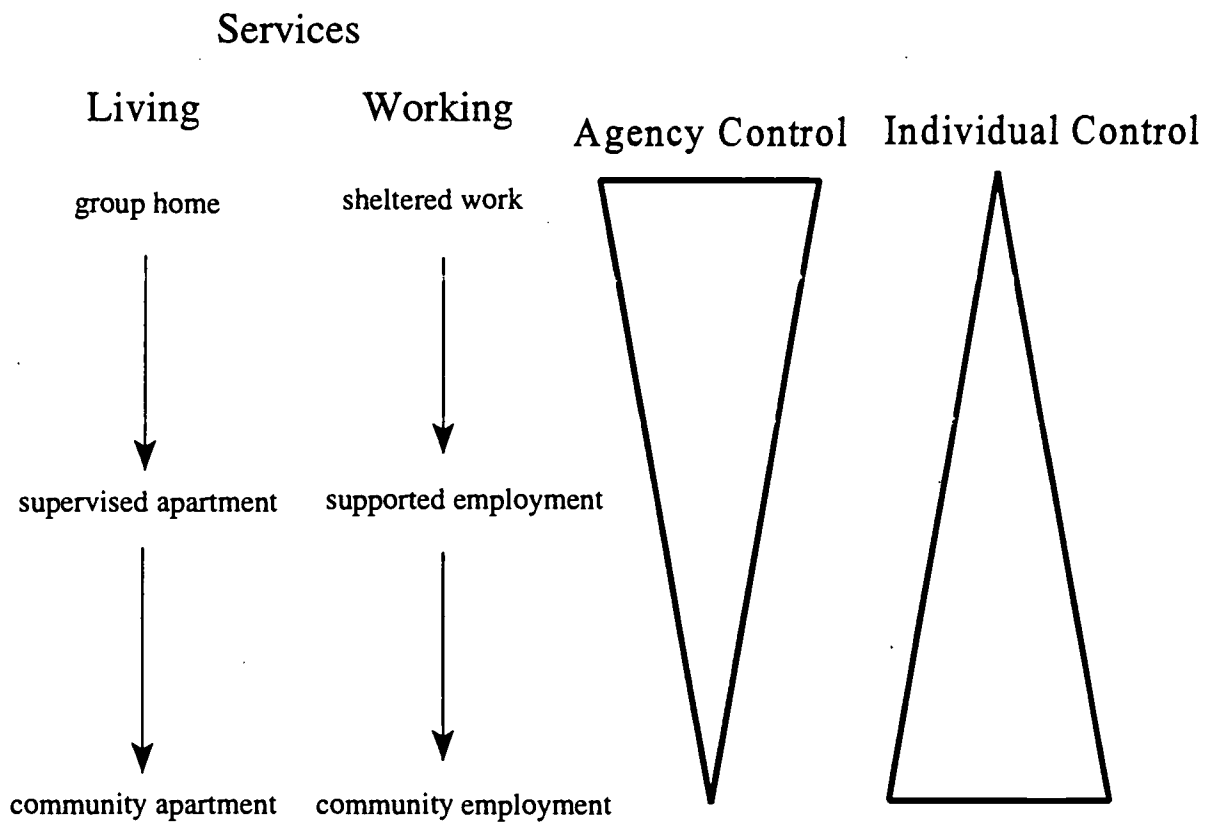 Services
Living
Working
Agency Control
Individual Control
group home
sheltered work
supervised apartment
supported employment
community apartment
community employment